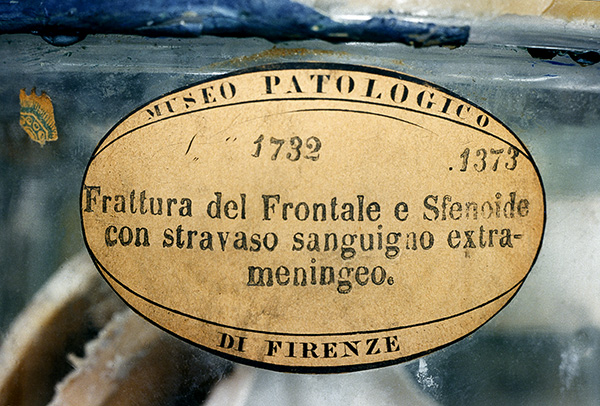 MUSEO PATOLOGICO
1732 .1373
Frattura del Frontale e Sfenoide
con stravaso sanguigno extra-
meningeo.
DI FIRENZE